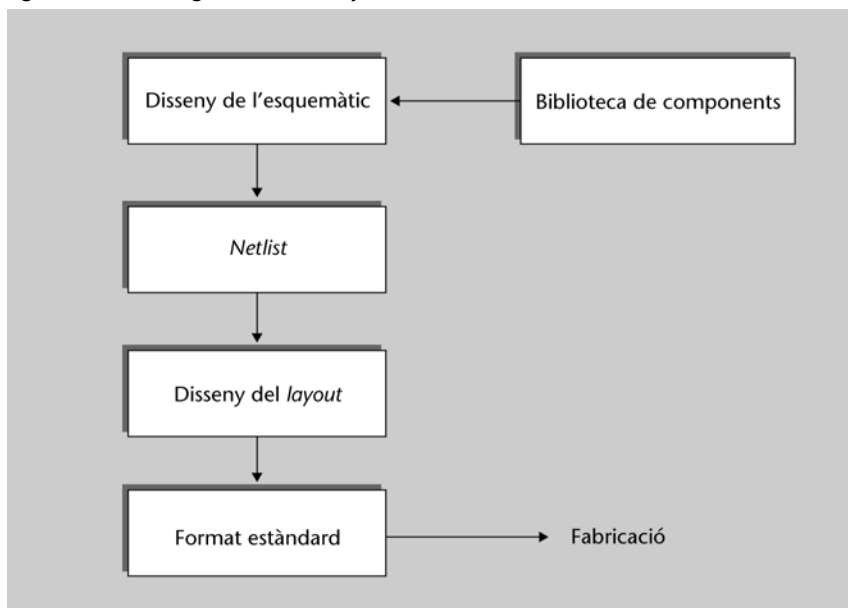 Disseny de l'esquemàtic
Biblioteca de components
Netlist
Disseny del layout
Format estàndard
Fabricació